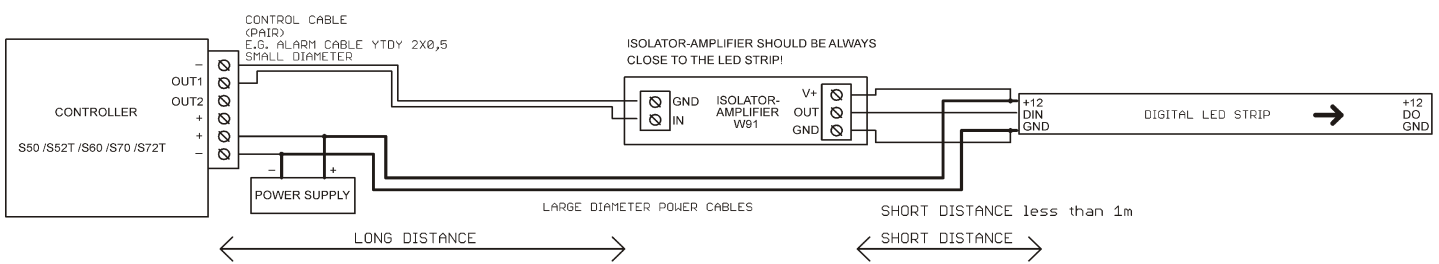 CONTROL CABLE
(PAIR)
E.G. ALARM CABLE YTDY 2X0,5
SMALL DIAMETER
ISOLATOR-AMPLIFIER SHOULD BE ALWAYS
CLOSE TO THE LED STRIP!
CONTROLLER
S50 /S52T /S60 /S70 /S72T
–
OUT1
OUT2
+
+
–
GND
IN
ISOLATOR-
AMPLIFIER
W91
V+
OUT
GND
+12
DIN
GND
DIGITAL LED STRIP
+12
DO
GND
– +
POWER SUPPLY
LARGE DIAMETER POWER CABLES
SHORT DISTANCE less than 1m
LONG DISTANCE
SHORT DISTANCE